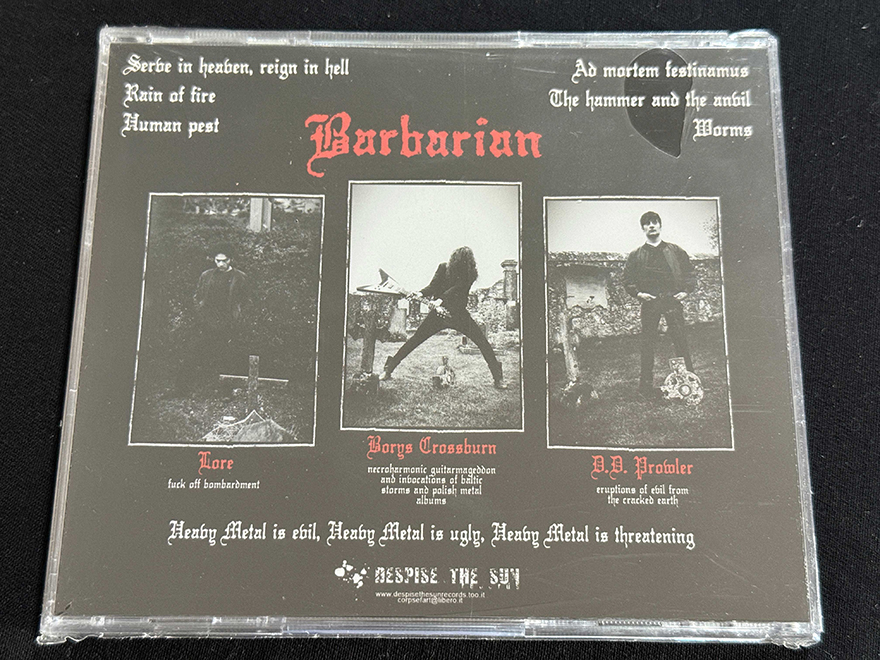 Serve in heaven, reign in hell
Rain of fire
Human pest
Ad mortem festinamus
The hammer and the anvil
Worms
Barbarian
Lore
fuck off bombardment
Borys Crossburn
necroharmonic guitarmageddon
and invocations of baltic
storms and polish metal
albums
D.D. Prowler
eruptions of evil from
the cracked earth
Heavy Metal is evil, Heavy Metal is ugly, Heavy Metal is threatening
DESPISE THE SUN
www.despisethesunrecords.too.it
corpsefart@libero.it